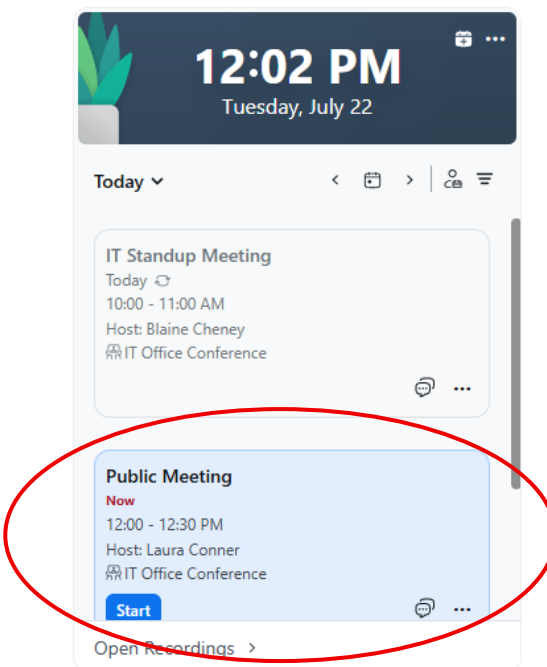 12:02 PM
Tuesday, July 22
Today
IT Standup Meeting
Today
10:00 - 11:00 AM
Host: Blaine Cheney
IT Office Conference
Public Meeting
Now
12:00 - 12:30 PM
Host: Laura Conner
IT Office Conference
Start
Open Recordings